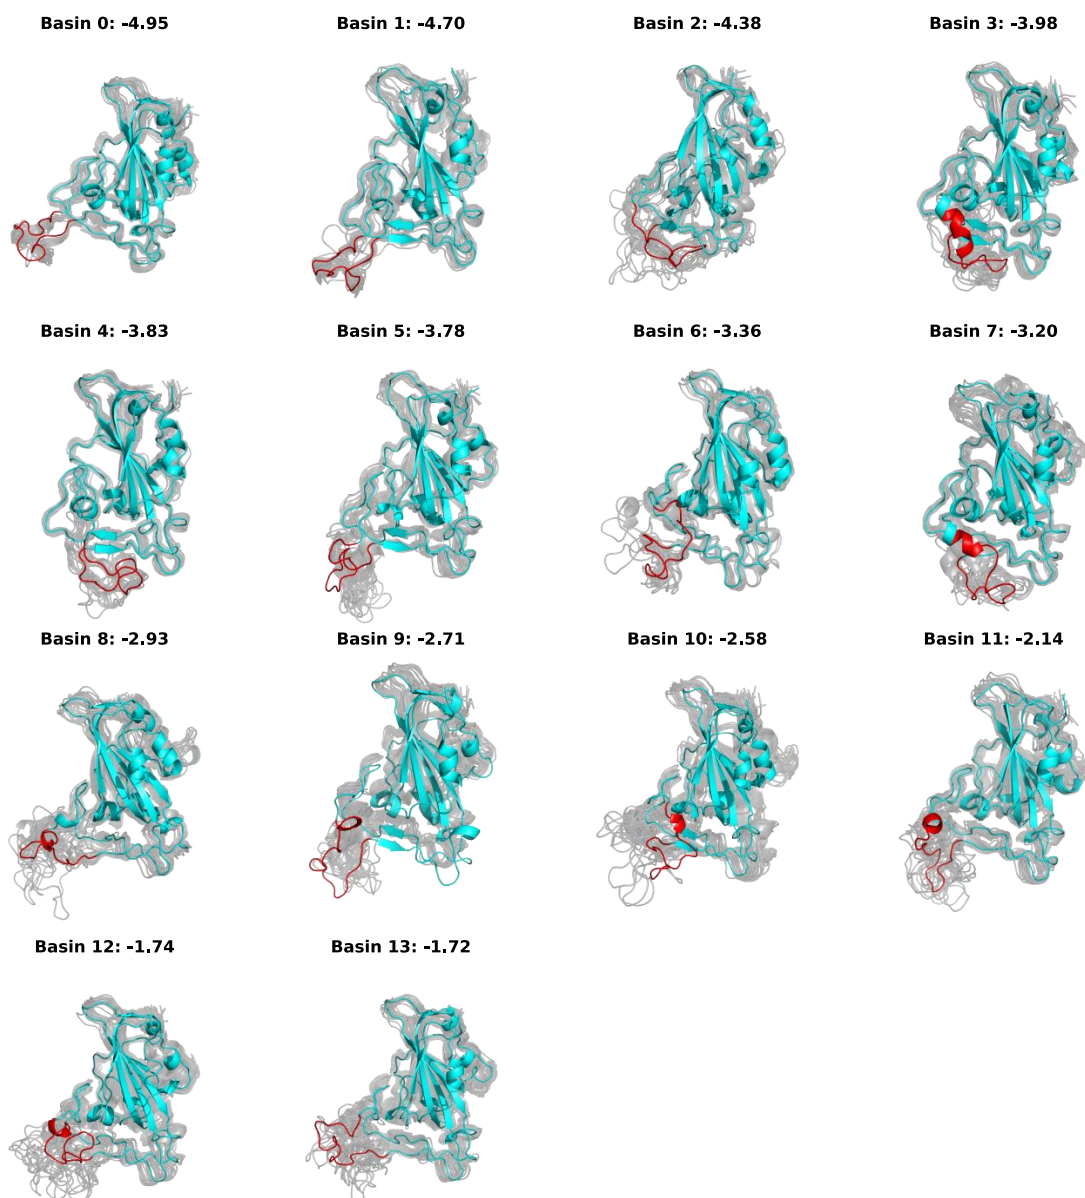 Basin 0: -4.95
Basin 1: -4.70
Basin 2: -4.38
Basin 3: -3.98
Basin 4: -3.83
Basin 5: -3.78
Basin 6: -3.36
Basin 7: -3.20
Basin 8: -2.93
Basin 9: -2.71
Basin 10: -2.58
Basin 11: -2.14
Basin 12: -1.74
Basin 13: -1.72